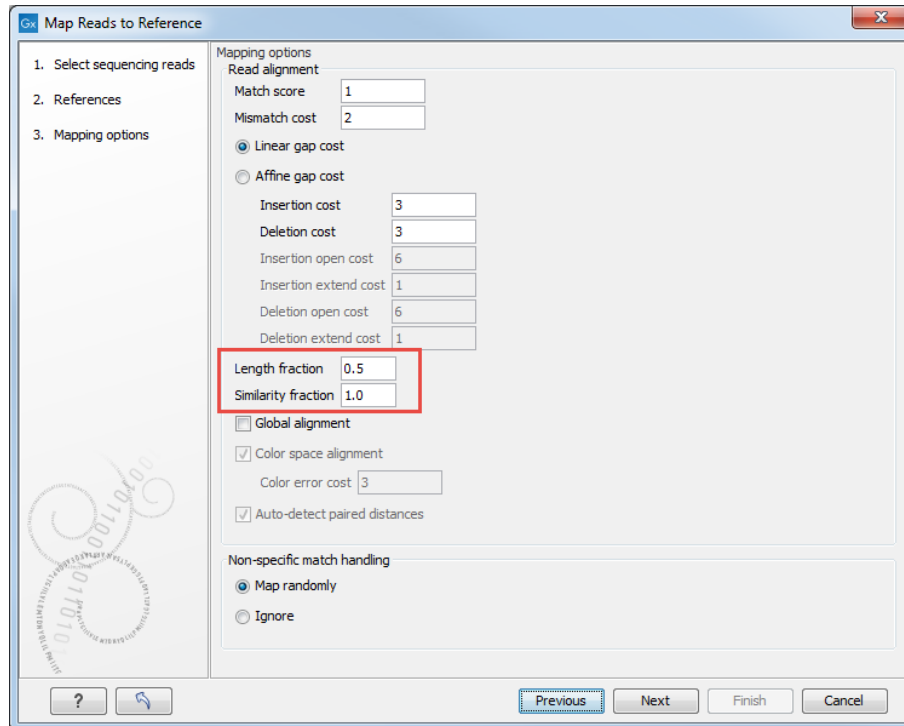 Gx Map Reads to Reference
1. Select sequencing reads
2. References
3. Mapping options
Mapping options
Read alignment
Match score 1
Mismatch cost 2
Linear gap cost
Affine gap cost
Insertion cost 3
Deletion cost 3
Insertion open cost 6
Insertion extend cost 1
Deletion open cost 6
Deletion extend cost 1
Length fraction 0.5
Similarity fraction 1.0
Global alignment
Color space alignment
Color error cost 3
Auto-detect paired distances
Non-specific match handling
Map randomly
Ignore
? Previous Next Finish Cancel